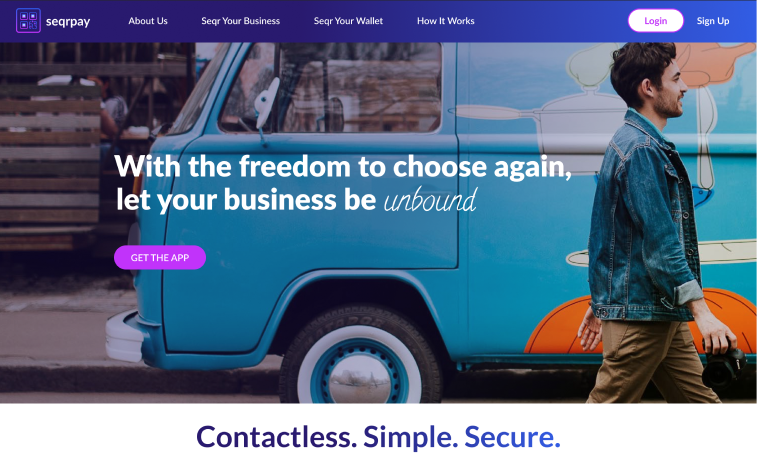 seqrpay
About Us
Seqr Your Business
Seqr Your Wallet
How It Works
Login
Sign Up
With the freedom to choose again,
let your business be unbound
GET THE APP
Contactless. Simple. Secure.